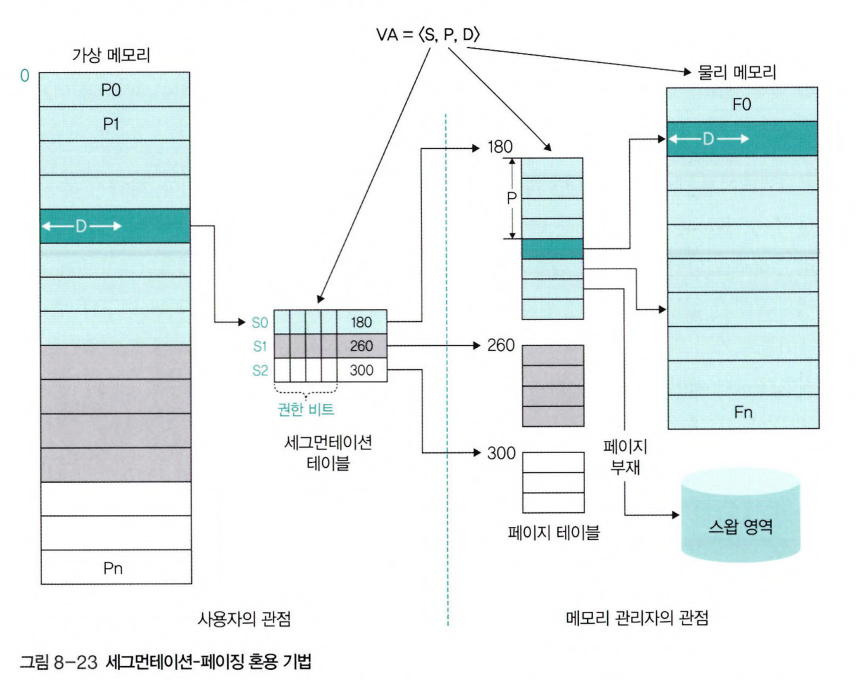 VA = ⟨S, P, D⟩
가상 메모리
0
P0
P1
D
Pn
S0
180
S1
260
S2
300
권한 비트
세그먼테이션
테이블
180
P
260
300
페이지 테이블
페이지
부재
물리 메모리
F0
D
Fn
스왑 영역
사용자의 관점
메모리 관리자의 관점
그림 8-23 세그먼테이션-페이징 혼용 기법